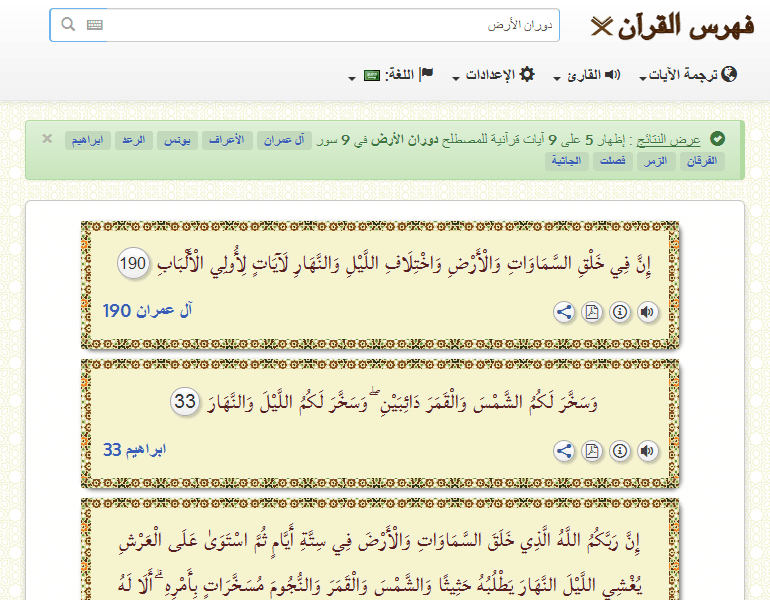 فهرس القرآن
دوران الأرض
ترجمة الآيات القارئ الإعدادات اللغة:
عرض النتائج : إظهار 5 على 9 آيات قرآنية للمصطلح دوران الأرض في 9 سور آل عمران الأعراف يونس الرعد ابراهيم ×
الفرقان الزمر فصلت الجاثية
إِنَّ فِي خَلْقِ السَّمَاوَاتِ وَالْأَرْضِ وَاخْتِلَافِ اللَّيْلِ وَالنَّهَارِ لَآيَاتٍ لِأُولِي الْأَلْبَابِ 190
آل عمران 190
وَسَخَّرَ لَكُمُ الشَّمْسَ وَالْقَمَرَ دَائِبَيْنِ ۖ وَسَخَّرَ لَكُمُ اللَّيْلَ وَالنَّهَارَ 33
ابراهيم 33
إِنَّ رَبَّكُمُ اللَّهُ الَّذِي خَلَقَ السَّمَاوَاتِ وَالْأَرْضَ فِي سِتَّةِ أَيَّامٍ ثُمَّ اسْتَوَىٰ عَلَى الْعَرْشِ
يُغْشِي اللَّيْلَ النَّهَارَ يَطْلُبُهُ حَثِيثًا وَالشَّمْسَ وَالْقَمَرَ وَالنُّجُومَ مُسَخَّرَاتٍ بِأَمْرِهِ ۗ أَلَا لَهُ